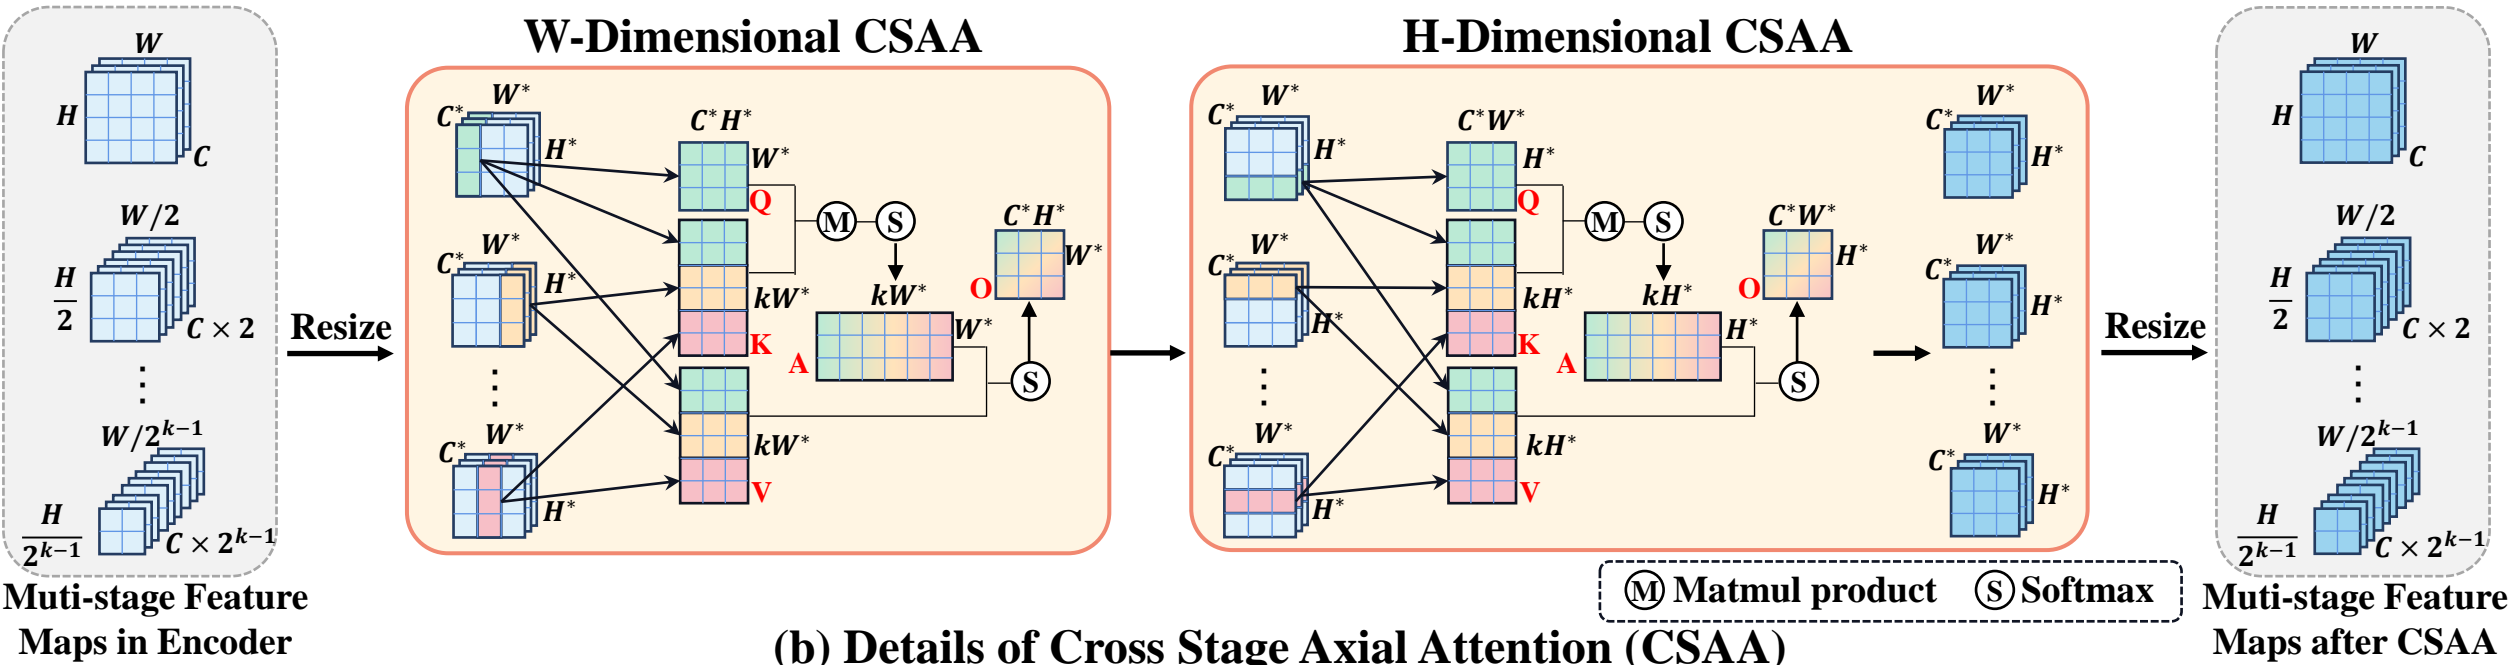 W-Dimensional CSAA
H-Dimensional CSAA
W
H
C
W/2
H/2
C × 2
⋮
W/2^{k−1}
H/2^{k−1}
C × 2^{k−1}
Muti-stage Feature
Maps in Encoder
Resize
W*
C*
H*
W*
C*
H*
⋮
W*
C*
H*
C*H*
W*
Q
kW*
K
kW*
V
M
S
kW*
W*
A
S
C*H*
W*
O
W*
C*
H*
W*
C*
H*
⋮
W*
C*
H*
C*W*
H*
Q
kH*
K
kH*
V
M
S
kH*
H*
A
S
C*W*
H*
O
W*
C*
H*
W*
C*
H*
⋮
W*
C*
H*
Resize
W
H
C
W/2
H/2
C × 2
⋮
W/2^{k−1}
H/2^{k−1}
C × 2^{k−1}
Muti-stage Feature
Maps after CSAA
M Matmul product S Softmax
(b) Details of Cross Stage Axial Attention (CSAA)